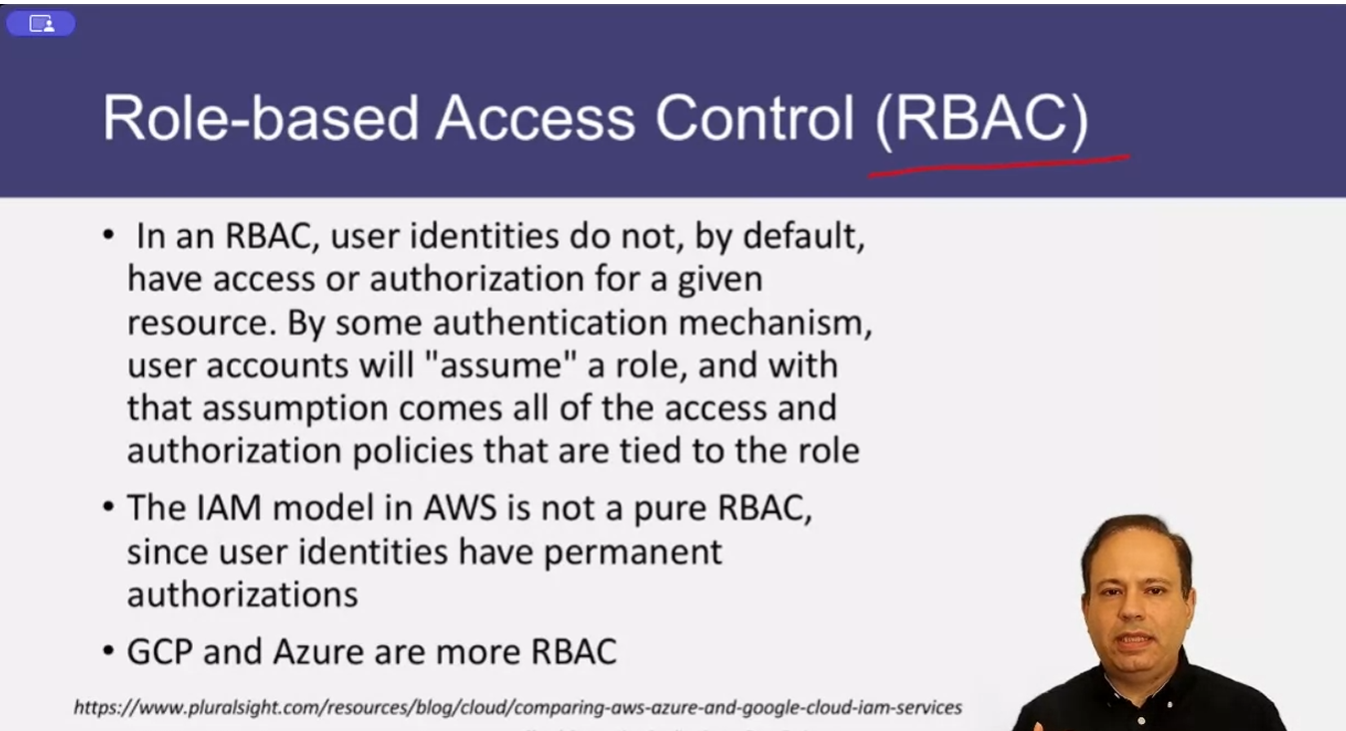 Role-based Access Control (RBAC)
• In an RBAC, user identities do not, by default,
have access or authorization for a given
resource. By some authentication mechanism,
user accounts will "assume" a role, and with
that assumption comes all of the access and
authorization policies that are tied to the role
• The IAM model in AWS is not a pure RBAC,
since user identities have permanent
authorizations
• GCP and Azure are more RBAC
https://www.pluralsight.com/resources/blog/cloud/comparing-aws-azure-and-google-cloud-iam-services